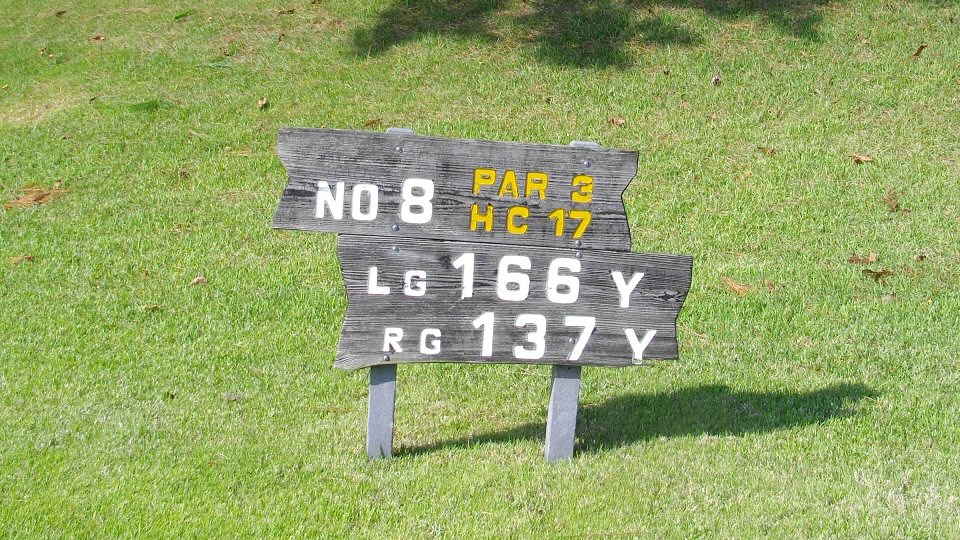 NO 8 PAR 3
HC 17
LG 166 Y
RG 137 Y